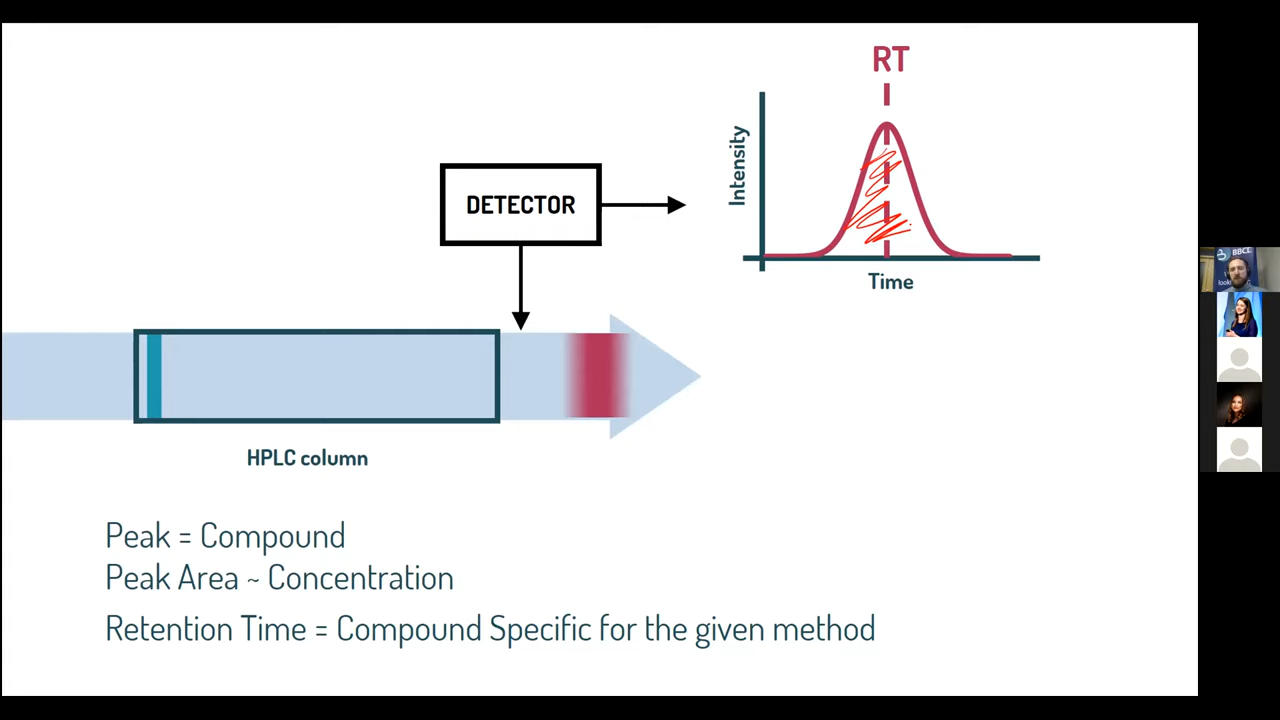 RT
Intensity
DETECTOR
Time
HPLC column
Peak = Compound
Peak Area ~ Concentration
Retention Time = Compound Specific for the given method
BBCE